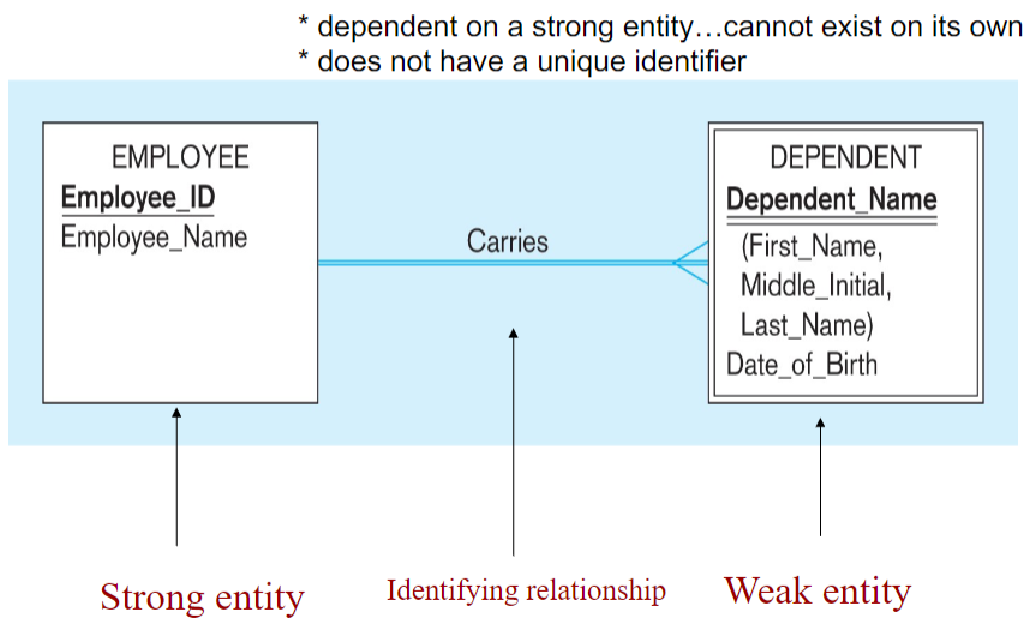 * dependent on a strong entity…cannot exist on its own
* does not have a unique identifier
EMPLOYEE
Employee_ID
Employee_Name
Carries
DEPENDENT
Dependent_Name
(First_Name,
Middle_Initial,
Last_Name)
Date_of_Birth
Strong entity
Identifying relationship
Weak entity